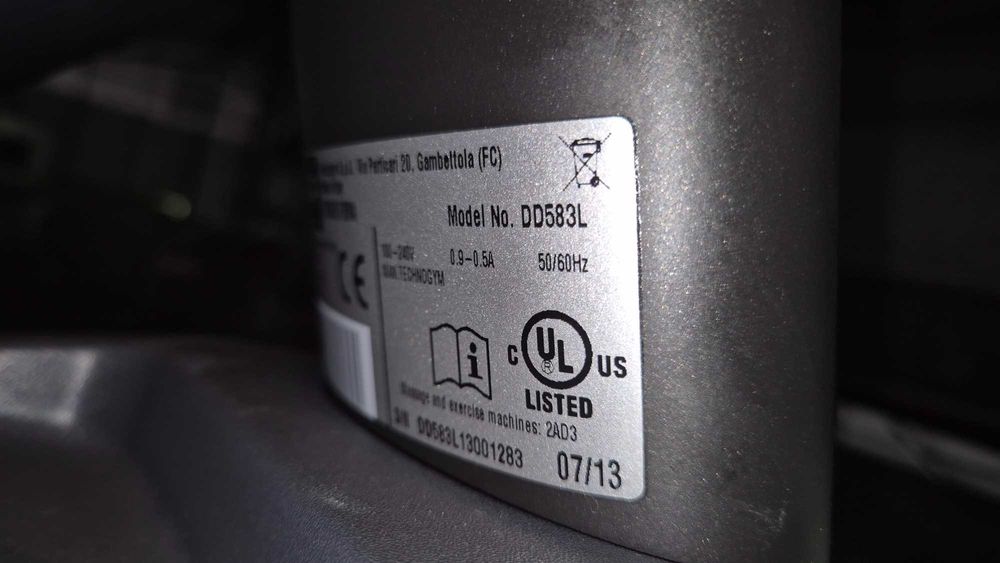 Via Perticari 20, Gambettola (FC)
Model No. DD583L
100-240V 0.9-0.5A 50/60Hz
TECHNOGYM
CE
i
C UL US
®
LISTED
Massage and exercise machines: 2AD3
S/N DD583L13001283 07/13